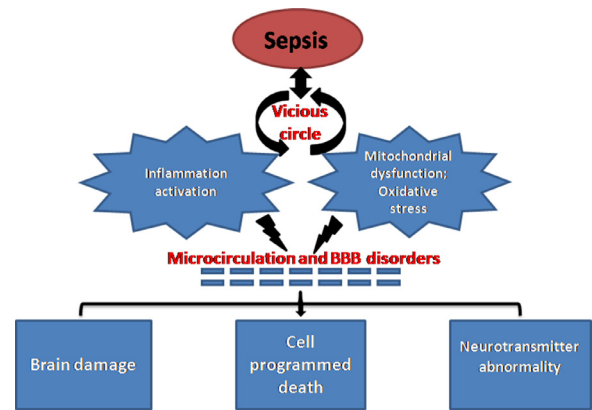 Sepsis
Vicious
circle
Inflammation
activation
Mitochondrial
dysfunction;
Oxidative
stress
Microcirculation and BBB disorders
Brain damage
Cell
programmed
death
Neurotransmitter
abnormality